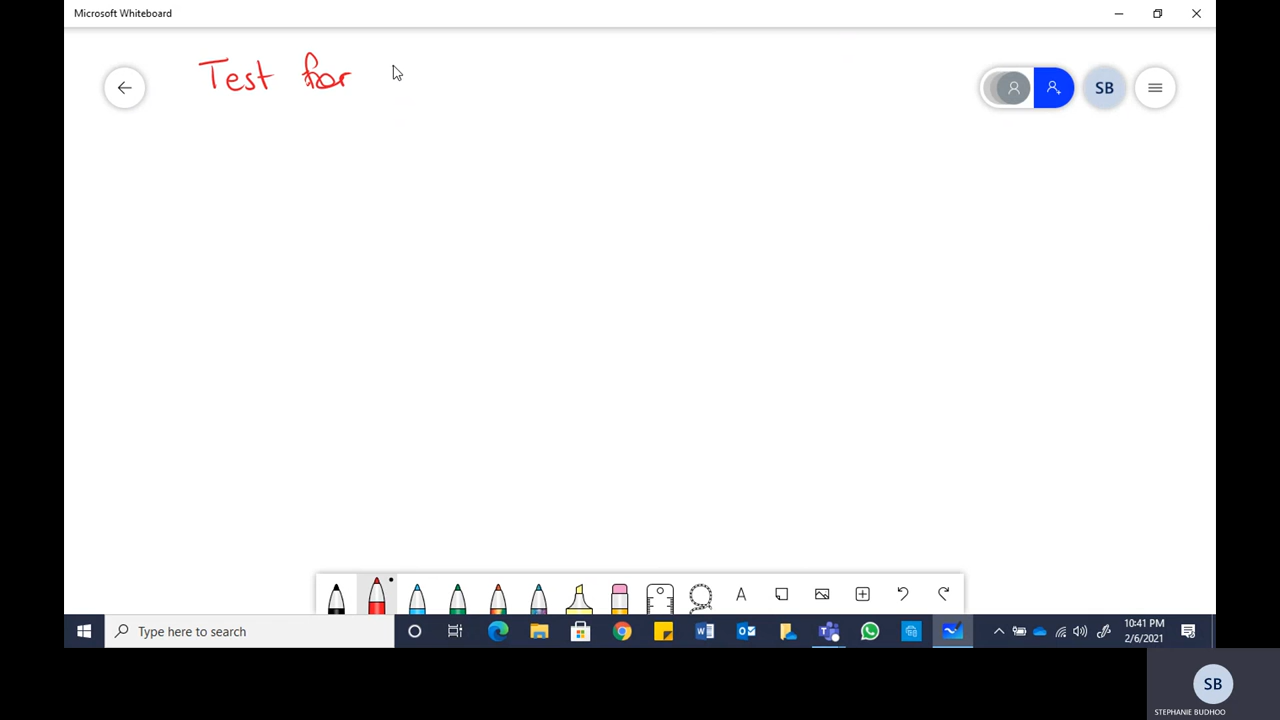 Microsoft Whiteboard
Test for
SB
A
Type here to search
10:41 PM
2/6/2021
SB
STEPHANIE BUDHOO